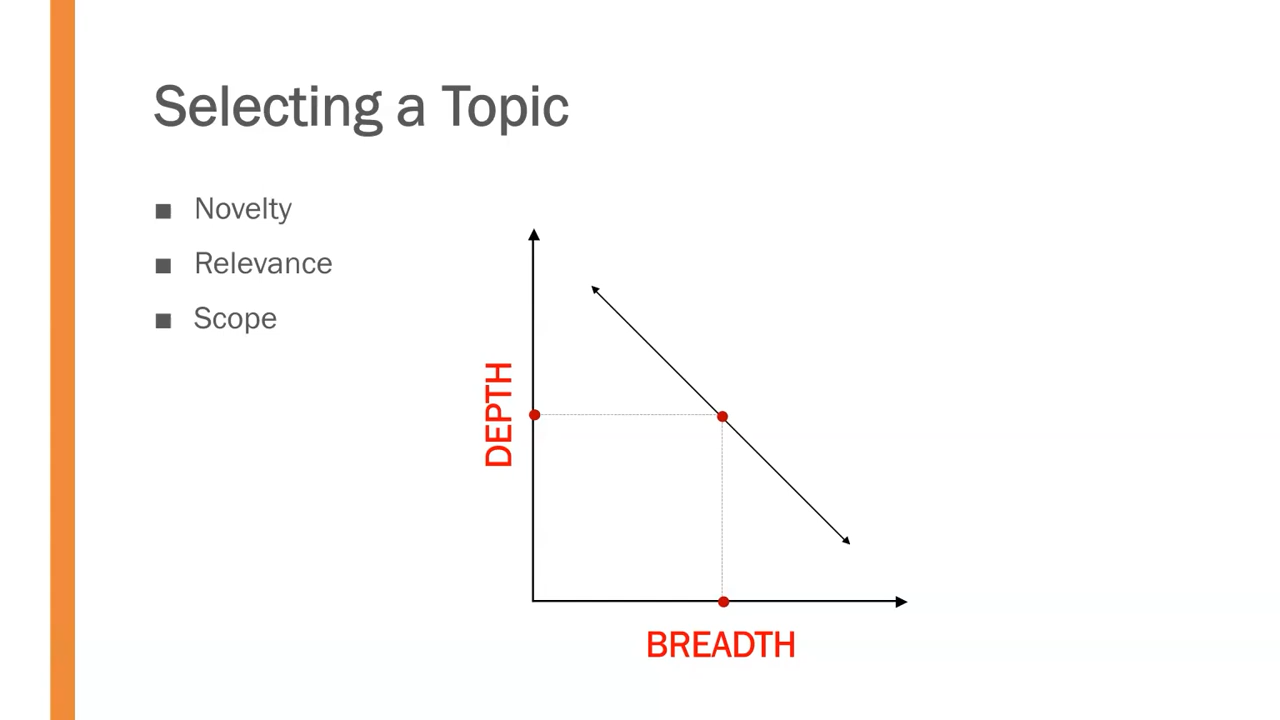 Selecting a Topic
Novelty
Relevance
Scope
DEPTH
BREADTH